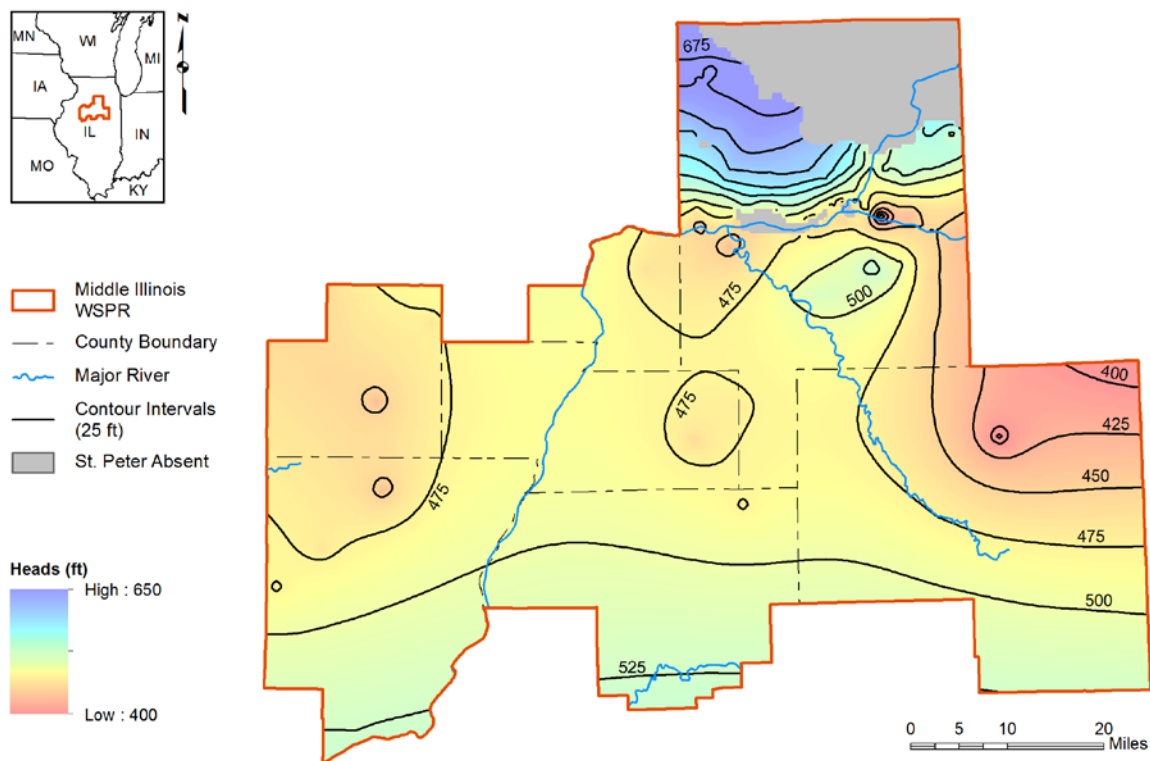 N
MN
WI
MI
IA
IL
IN
MO
KY
Middle Illinois
WSPR
County Boundary
Major River
Contour Intervals
(25 ft)
St. Peter Absent
Heads (ft)
High : 650
Low : 400
675
475
500
475
400
425
450
475
475
500
525
0 5 10 20
Miles